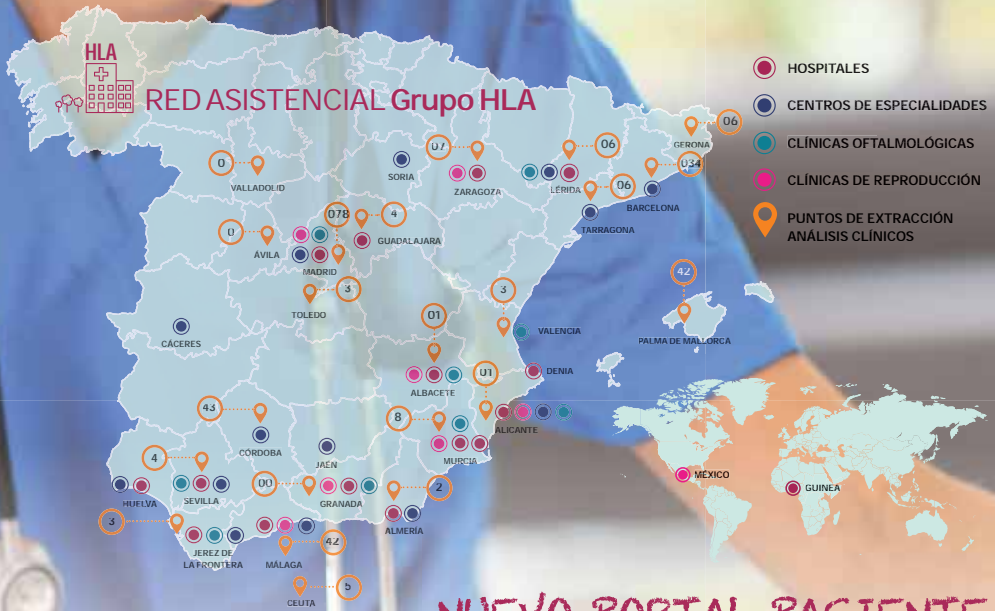 HLA
RED ASISTENCIAL Grupo HLA
HOSPITALES
CENTROS DE ESPECIALIDADES
CLÍNICAS OFTALMOLÓGICAS
CLÍNICAS DE REPRODUCCIÓN
PUNTOS DE EXTRACCIÓN
ANÁLISIS CLÍNICOS
06
GERONA
07
06
034
0
SORIA
VALLADOLID
ZARAGOZA
LÉRIDA
06
BARCELONA
078
4
TARRAGONA
0
GUADALAJARA
ÁVILA
MADRID
42
3
3
TOLEDO
01
VALENCIA
CÁCERES
PALMA DE MALLORCA
DENIA
01
ALBACETE
43
8
ALICANTE
CÓRDOBA
JAÉN
MURCIA
4
MÉXICO
00
2
GUINEA
HUELVA
SEVILLA
GRANADA
3
ALMERÍA
42
JEREZ DE
LA FRONTERA
MÁLAGA
5
CEUTA
NUEVO PORTAL PACIENTE